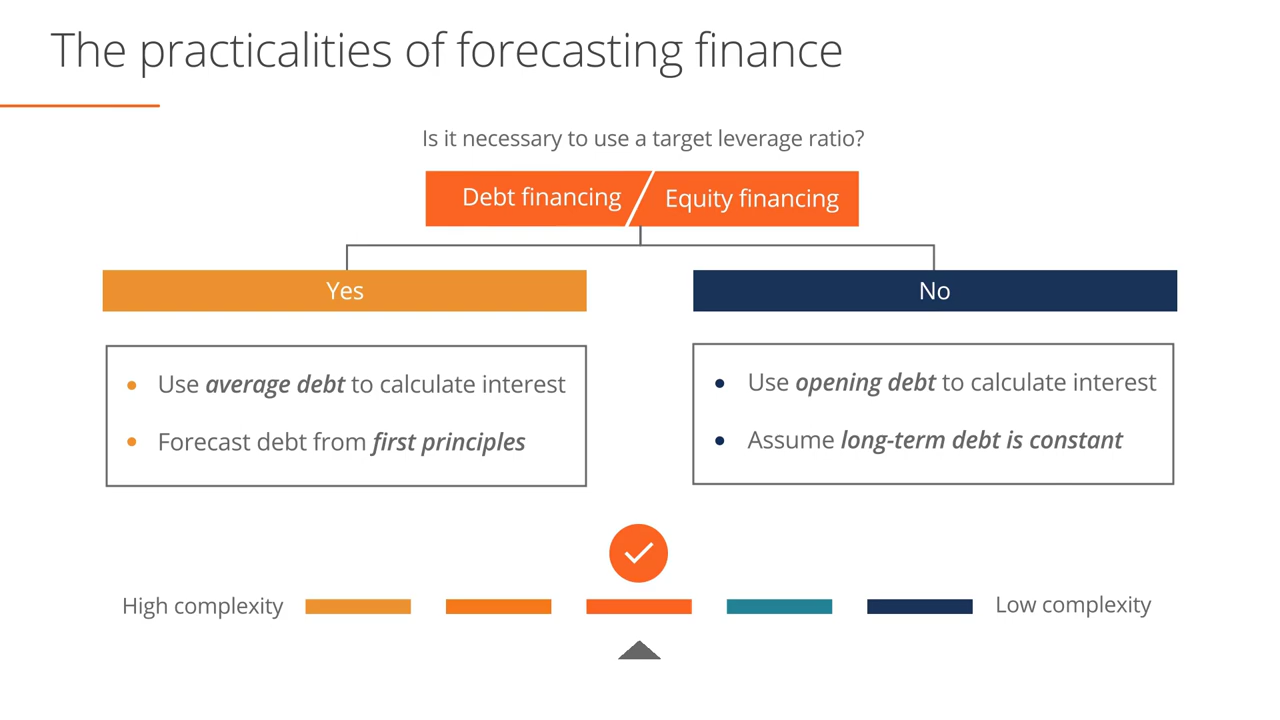 The practicalities of forecasting finance
Is it necessary to use a target leverage ratio?
Debt financing
Equity financing
Yes
No
Use average debt to calculate interest
Forecast debt from first principles
Use opening debt to calculate interest
Assume long-term debt is constant
High complexity
Low complexity